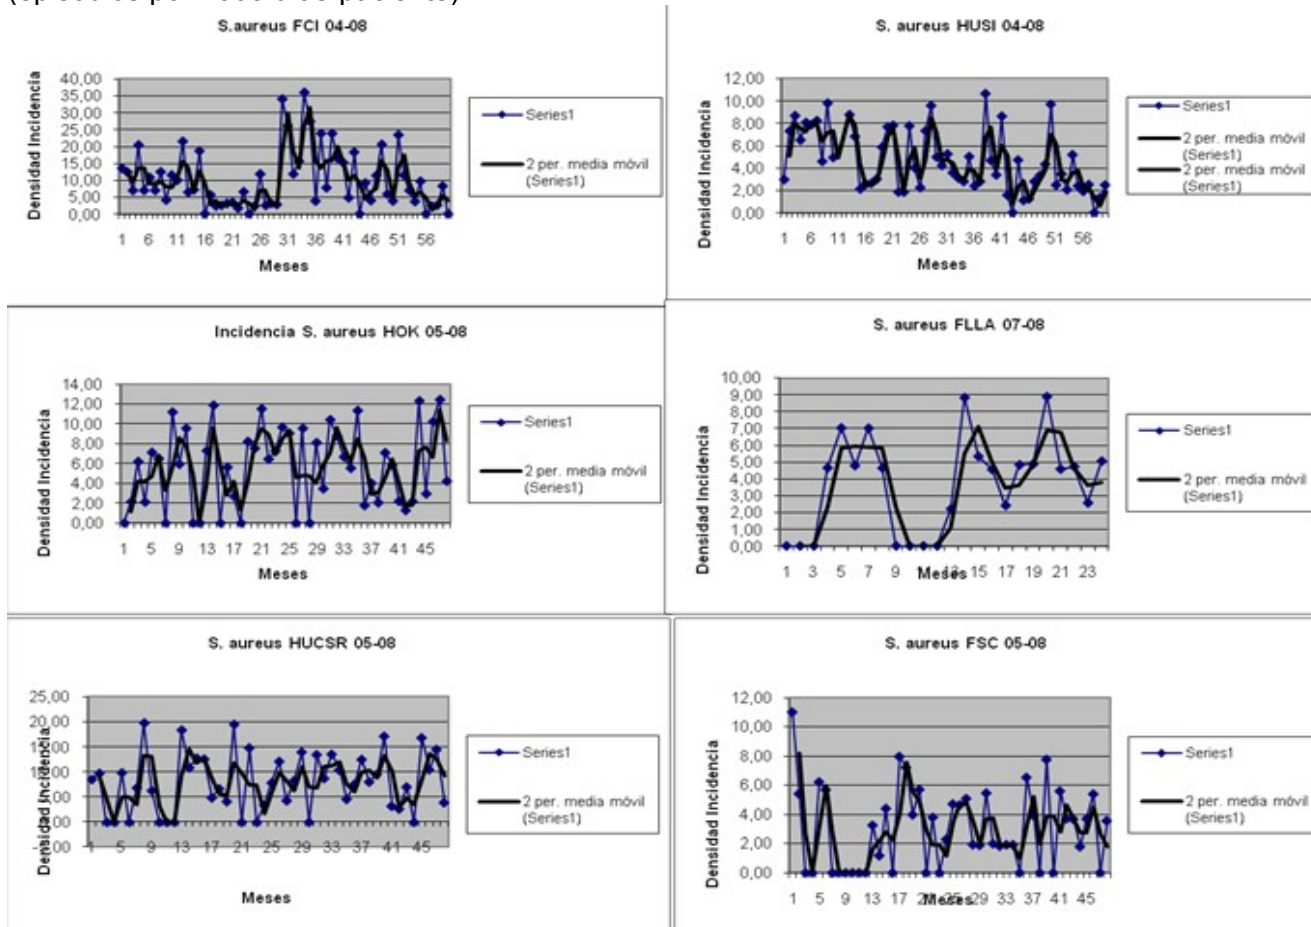 S.aureus FCI 04-08
Densidad Incidencia
40,00
35,00
30,00
25,00
20,00
15,00
10,00
5,00
0,00
1 6 11 16 21 26 31 36 41 46 51 56
Meses
Series1
2 per. media móvil
(Series1)
S. aureus HUSI 04-08
Densidad Incidencia
12,00
10,00
8,00
6,00
4,00
2,00
0,00
1 6 11 16 21 26 31 36 41 46 51 56
Meses
Series1
2 per. media móvil
(Series1)
2 per. media móvil
(Series1)
Incidencia S. aureus HOK 05-08
Densidad Incidencia
14,00
12,00
10,00
8,00
6,00
4,00
2,00
0,00
1 5 9 13 17 21 25 29 33 37 41 45
Meses
Series1
2 per. media móvil
(Series1)
S. aureus FLLA 07-08
Densidad Incidencia
10,00
9,00
8,00
7,00
6,00
5,00
4,00
3,00
2,00
1,00
0,00
1 3 5 7 9 15 17 19 21 23
Meses
Series1
2 per. media móvil
(Series1)
S. aureus HUCSR 05-08
Densidad Incidencia
25,00
20,00
1 5 9 13 17 21 25 29 33 37 41 45
Meses
Series1
2 per. media móvil
(Series1)
S. aureus FSC 05-08
Densidad Incidencia
12,00
10,00
8,00
6,00
4,00
2,00
0,00
1 5 9 13 17 29 33 37 41 45
Meses
Series1
2 per. media móvil
(Series1)